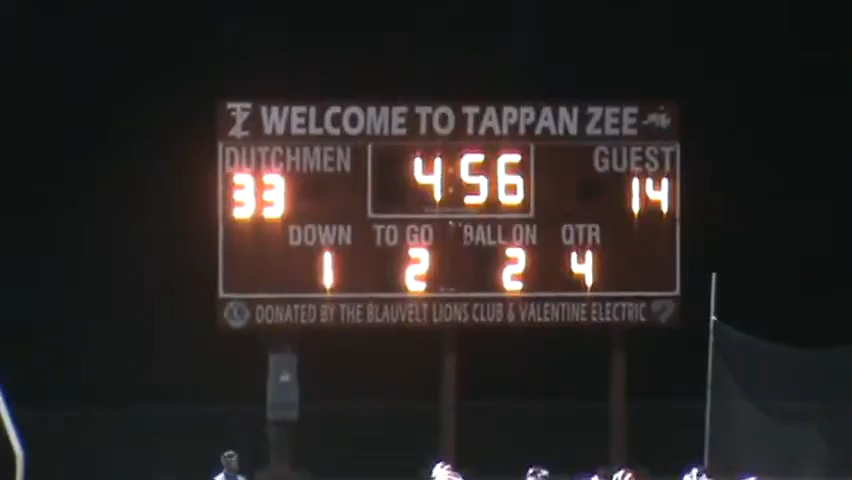 TZ WELCOME TO TAPPAN ZEE
DUTCHMEN 4:56 GUEST
33 14
DOWN TO GO BALL ON QTR
1 2 2 4
DONATED BY THE BLAUVELT LIONS CLUB & VALENTINE ELECTRIC